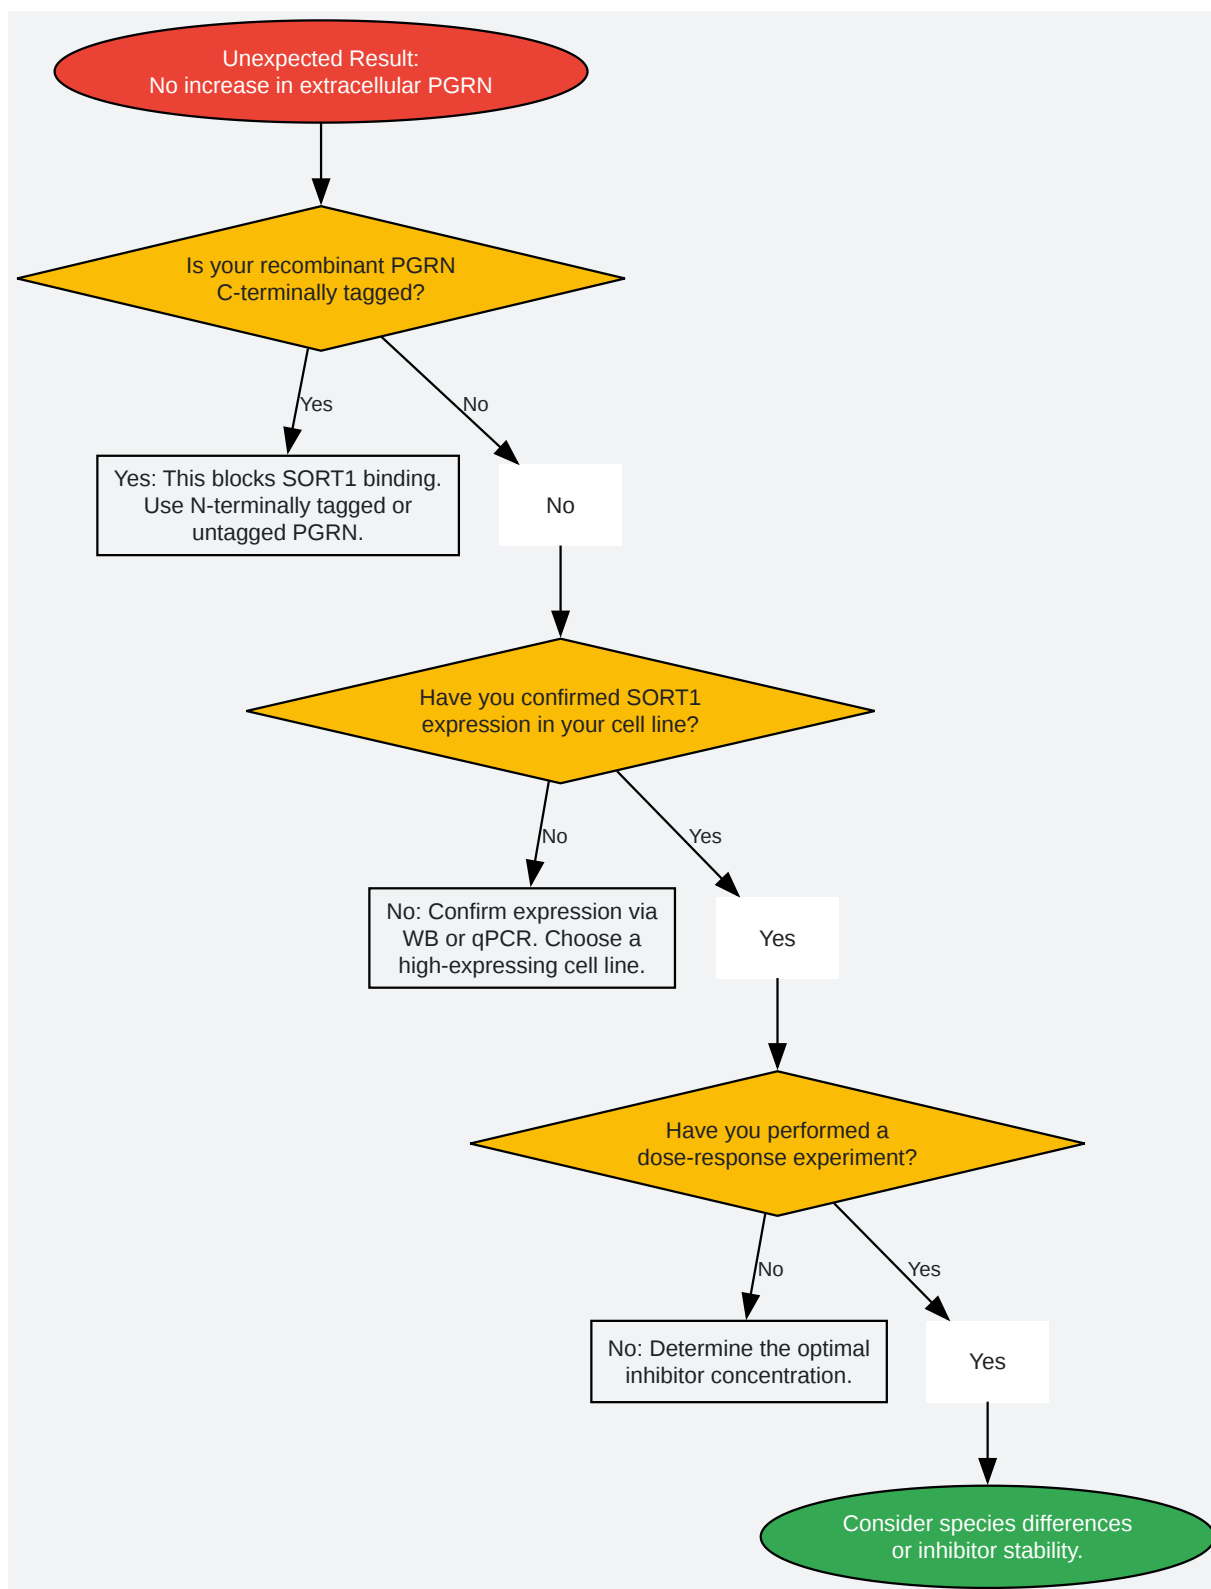 Unexpected Result:
No increase in extracellular PGRN
Is your recombinant PGRN
C-terminally tagged?
Yes
No
Yes: This blocks SORT1 binding.
Use N-terminally tagged or
untagged PGRN.
No
Have you confirmed SORT1
expression in your cell line?
No
Yes
No: Confirm expression via
WB or qPCR. Choose a
high-expressing cell line.
Yes
Have you performed a
dose-response experiment?
No
Yes
No: Determine the optimal
inhibitor concentration.
Yes
Consider species differences
or inhibitor stability.